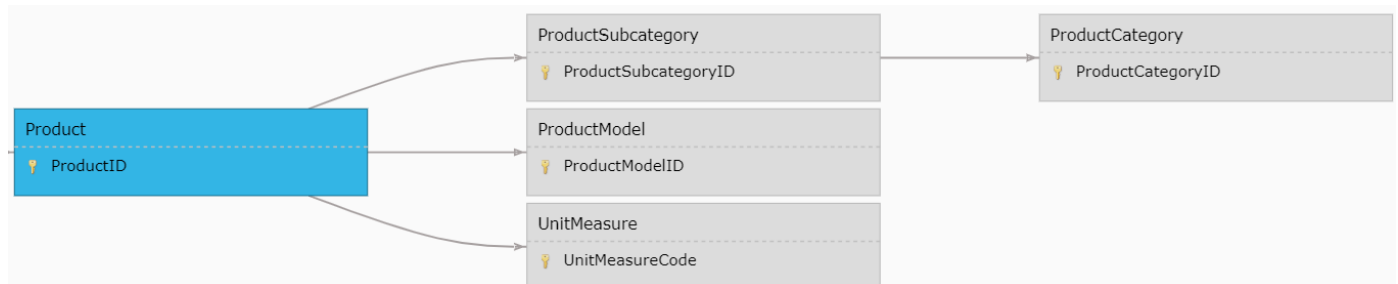 Product
ProductID
ProductSubcategory
ProductSubcategoryID
ProductModel
ProductModelID
UnitMeasure
UnitMeasureCode
ProductCategory
ProductCategoryID